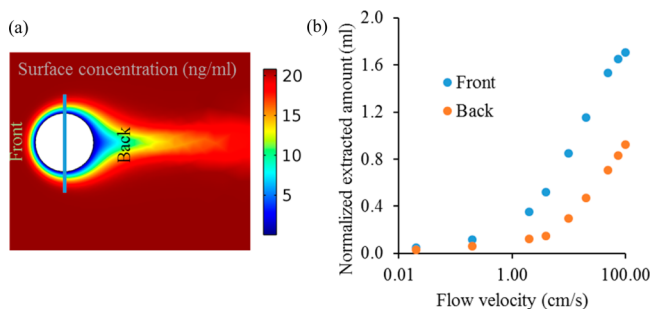 (a)
Surface concentration (ng/ml)
Front
Back
20
15
10
5
(b)
Normalized extracted amount (ml)
2.0
1.6
1.2
0.8
0.4
0.0
Front
Back
0.01
1.00
100.00
Flow velocity (cm/s)